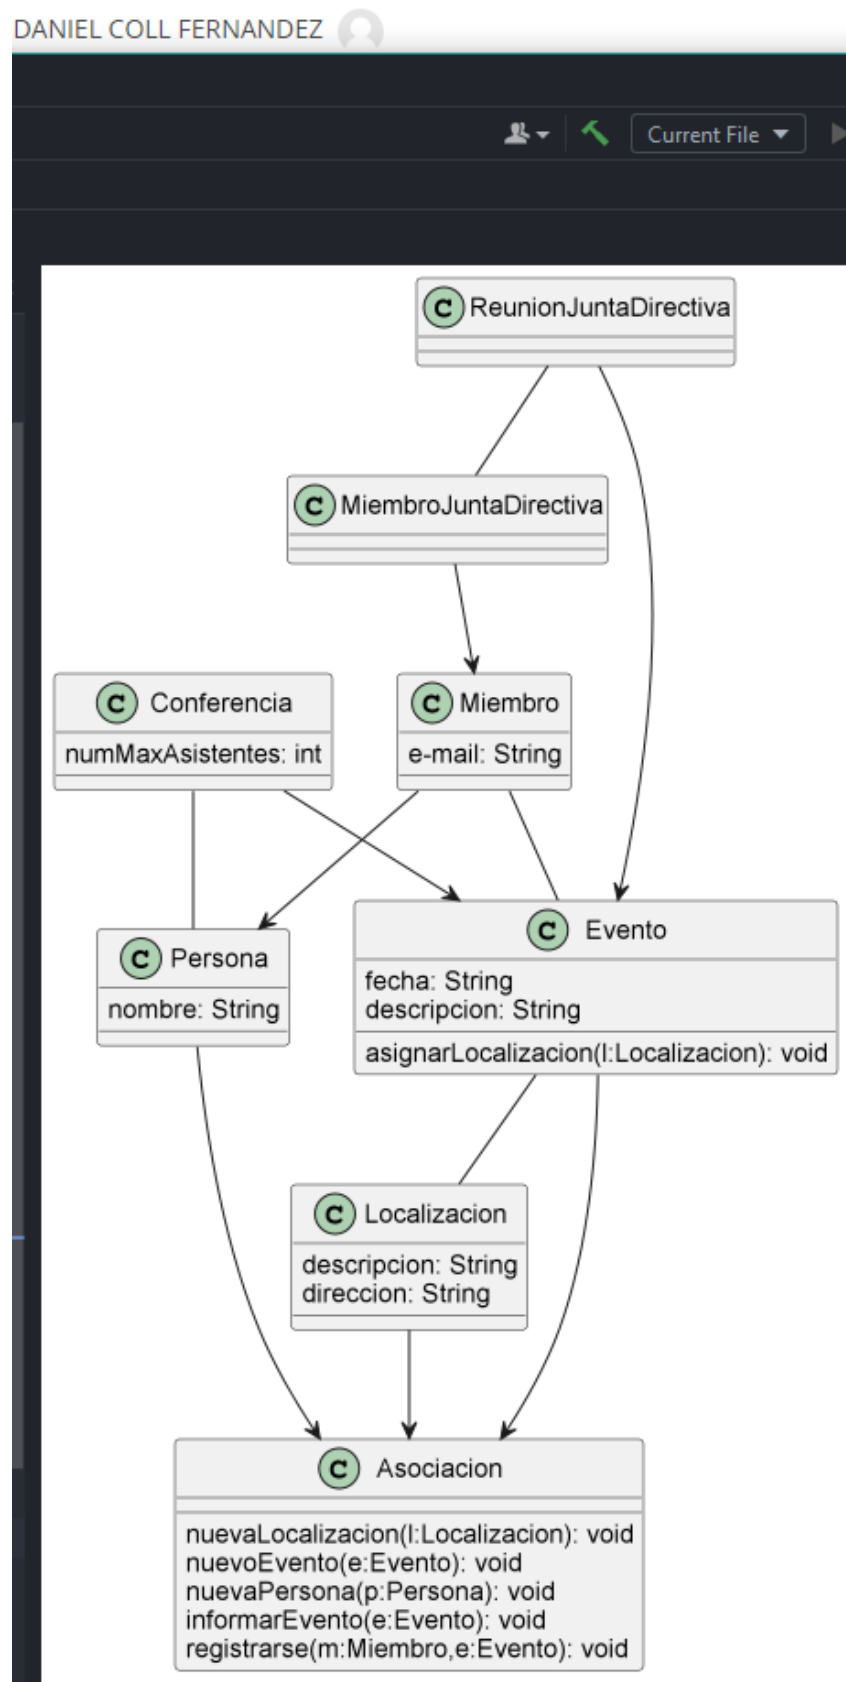 DANIEL COLL FERNANDEZ
Current File
C ReunionJuntaDirectiva
C MiembroJuntaDirectiva
C Conferencia
numMaxAsistentes: int
C Miembro
e-mail: String
C Persona
nombre: String
C Evento
fecha: String
descripcion: String
asignarLocalizacion(l:Localizacion): void
C Localizacion
descripcion: String
direccion: String
C Asociacion
nuevaLocalizacion(l:Localizacion): void
nuevoEvento(e:Evento): void
nuevaPersona(p:Persona): void
informarEvento(e:Evento): void
registrarse(m:Miembro,e:Evento): void